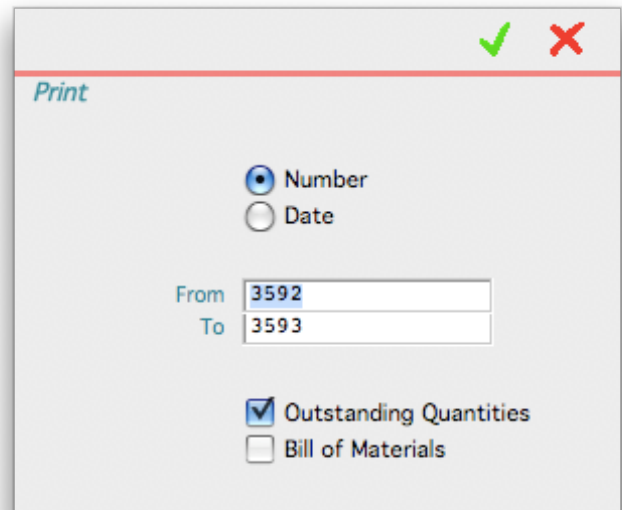 Print
Number
Date
From 3592
To 3593
Outstanding Quantities
Bill of Materials